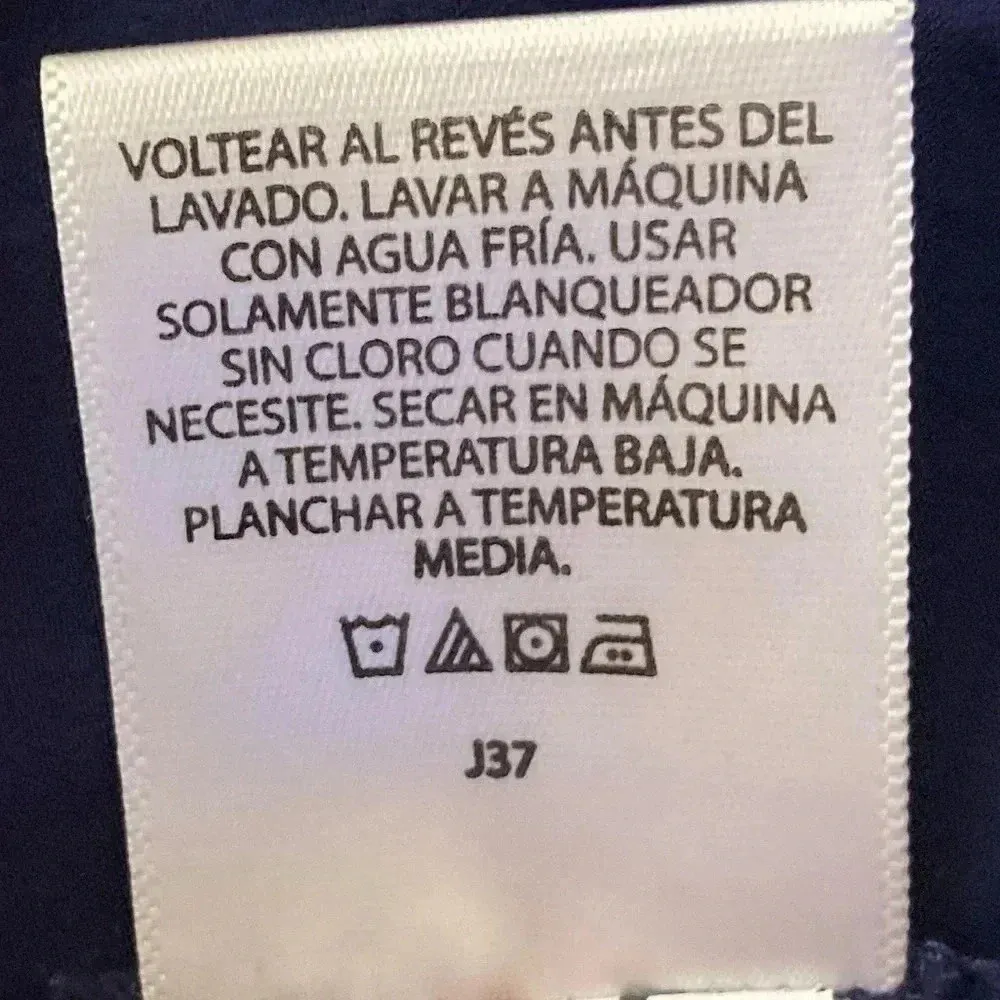 VOLTEAR AL REVÉS ANTES DEL
LAVADO. LAVAR A MÁQUINA
CON AGUA FRÍA. USAR
SOLAMENTE BLANQUEADOR
SIN CLORO CUANDO SE
NECESITE. SECAR EN MÁQUINA
A TEMPERATURA BAJA.
PLANCHAR A TEMPERATURA
MEDIA.
J37